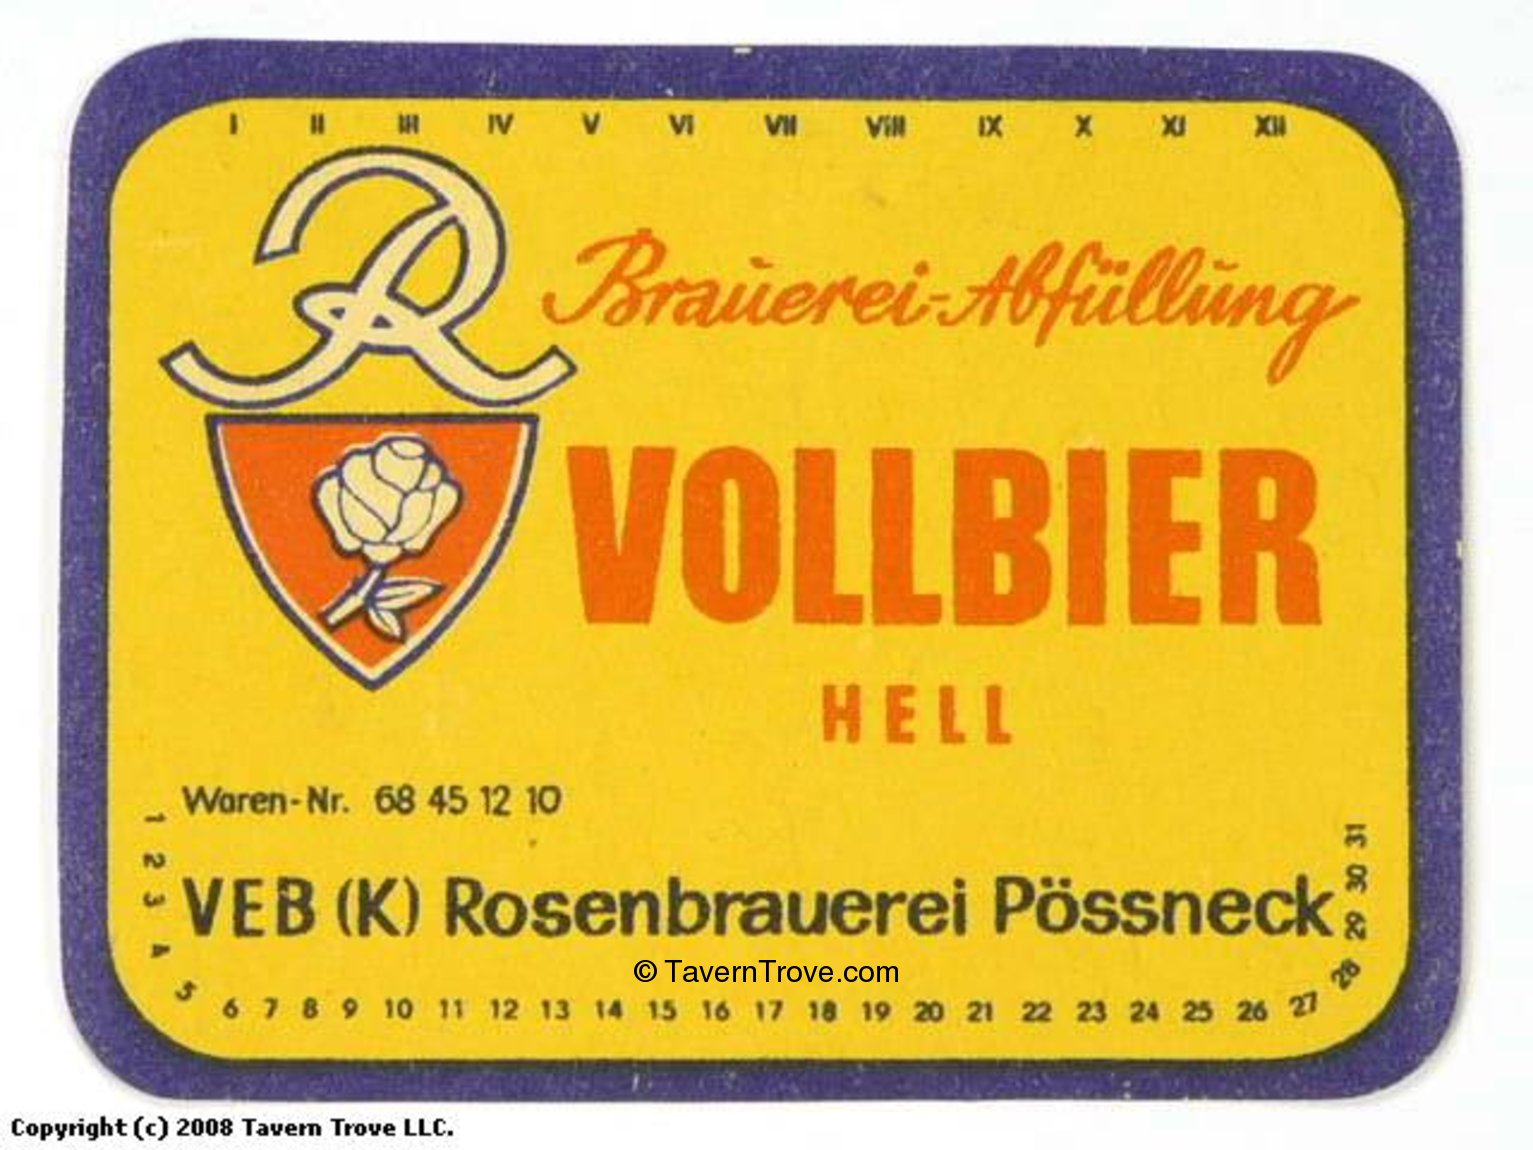 I II III IV V VI VII VIII IX X XI XII
R
Brauerei-Abfüllung
VOLLBIER
HELL
Waren-Nr. 68 45 12 10
VEB (K) Rosenbrauerei Pössneck
© TavernTrove.com
1 2 3 4 5 6 7 8 9 10 11 12 13 14 15 16 17 18 19 20 21 22 23 24 25 26 27 28 29 30 31
Copyright (c) 2008 Tavern Trove LLC.